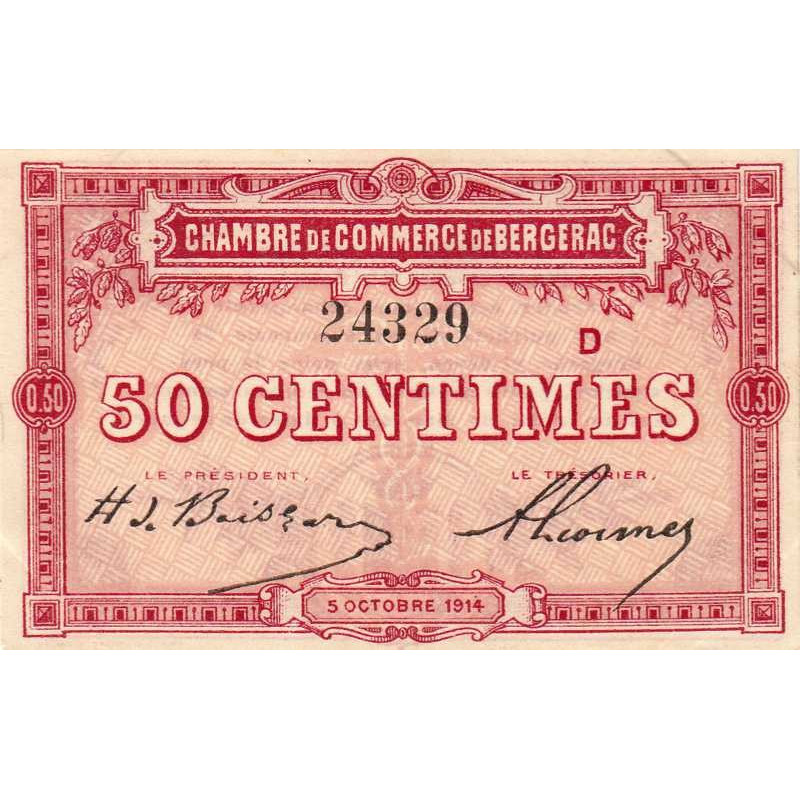 CHAMBRE DE COMMERCE DE BERGERAC
24329
D
0.50 50 CENTIMES 0.50
LE PRÉSIDENT, LE TRÉSORIER,
5 OCTOBRE 1914